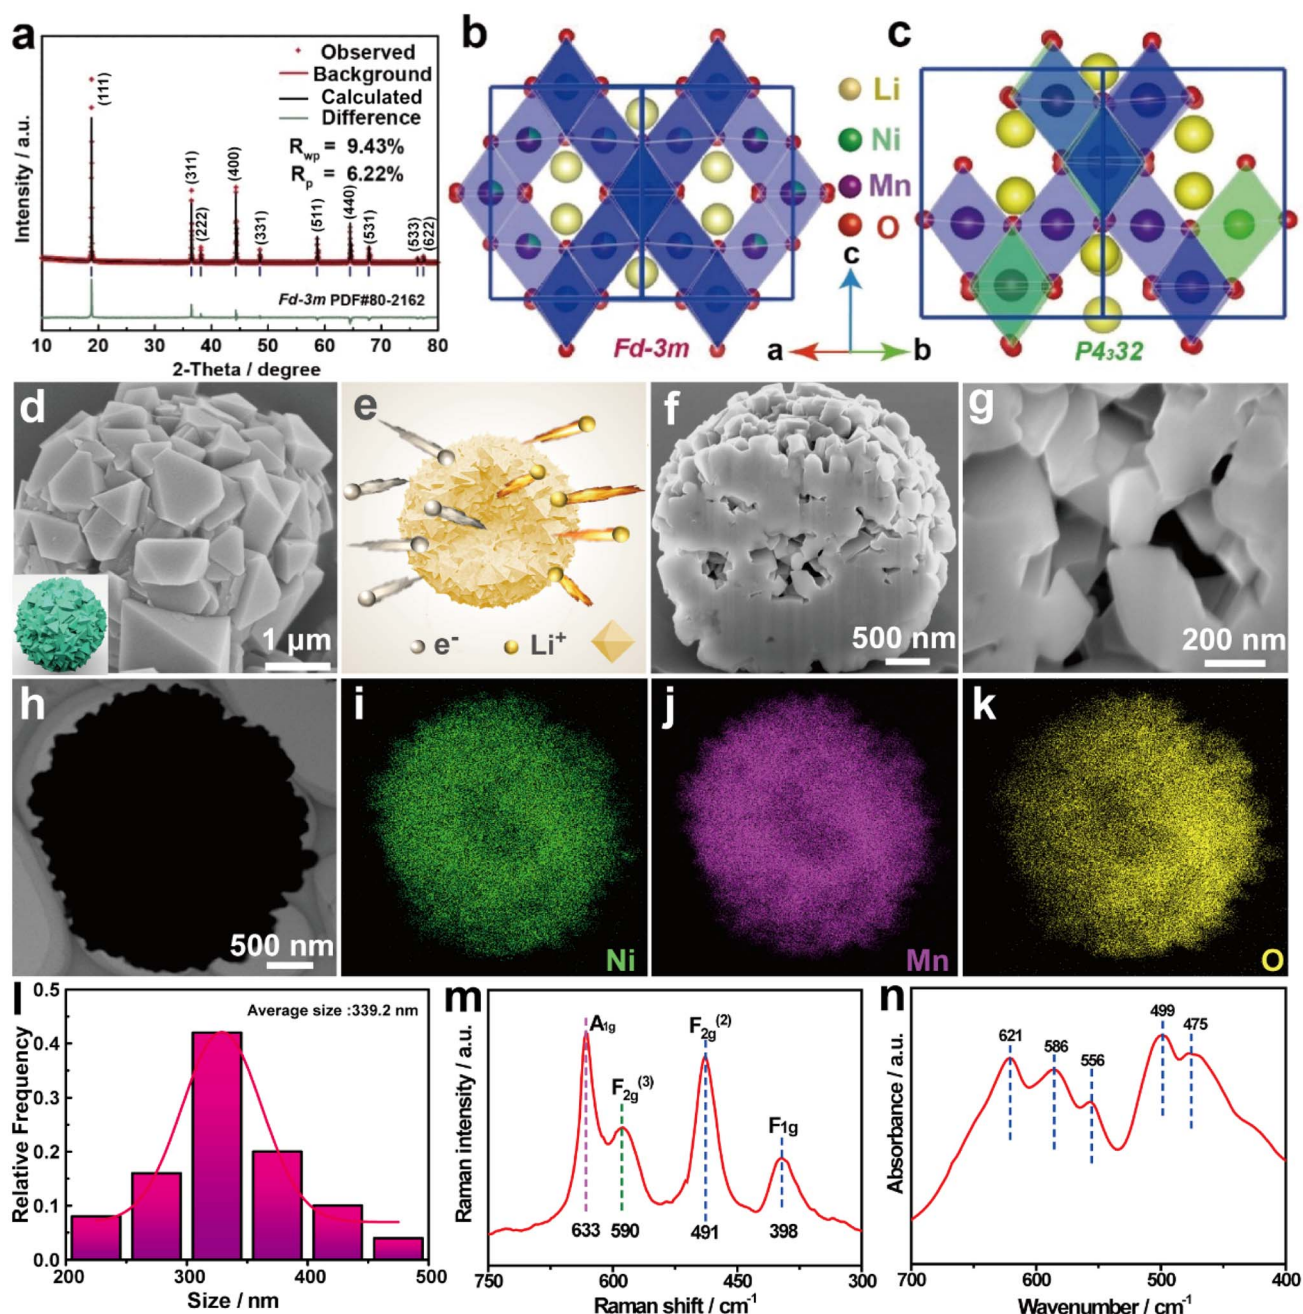 a
Observed
Background
Calculated
Difference
Rwp = 9.43%
Rp = 6.22%
(111)
(311)
(222)
(400)
(331)
(511)
(440)
(531)
(533)
(622)
Fd-3m PDF#80-2162
Intensity / a.u.
10 20 30 40 50 60 70 80
2-Theta / degree
b
Fd-3m
Li
Ni
Mn
O
c
a
b
c
P4₃32
d
1 μm
e
e⁻
Li⁺
f
500 nm
g
200 nm
h
500 nm
i
Ni
j
Mn
k
O
l
Average size :339.2 nm
Relative Frequency
0.5
0.4
0.3
0.2
0.1
0.0
200 300 400 500
Size / nm
m
A1g
F2g(3)
F2g(2)
F1g
633 590 491 398
Raman intensity / a.u.
750 600 450 300
Raman shift / cm⁻¹
n
621
586
556
499
475
Absorbance / a.u.
700 600 500 400
Wavenumber / cm⁻¹